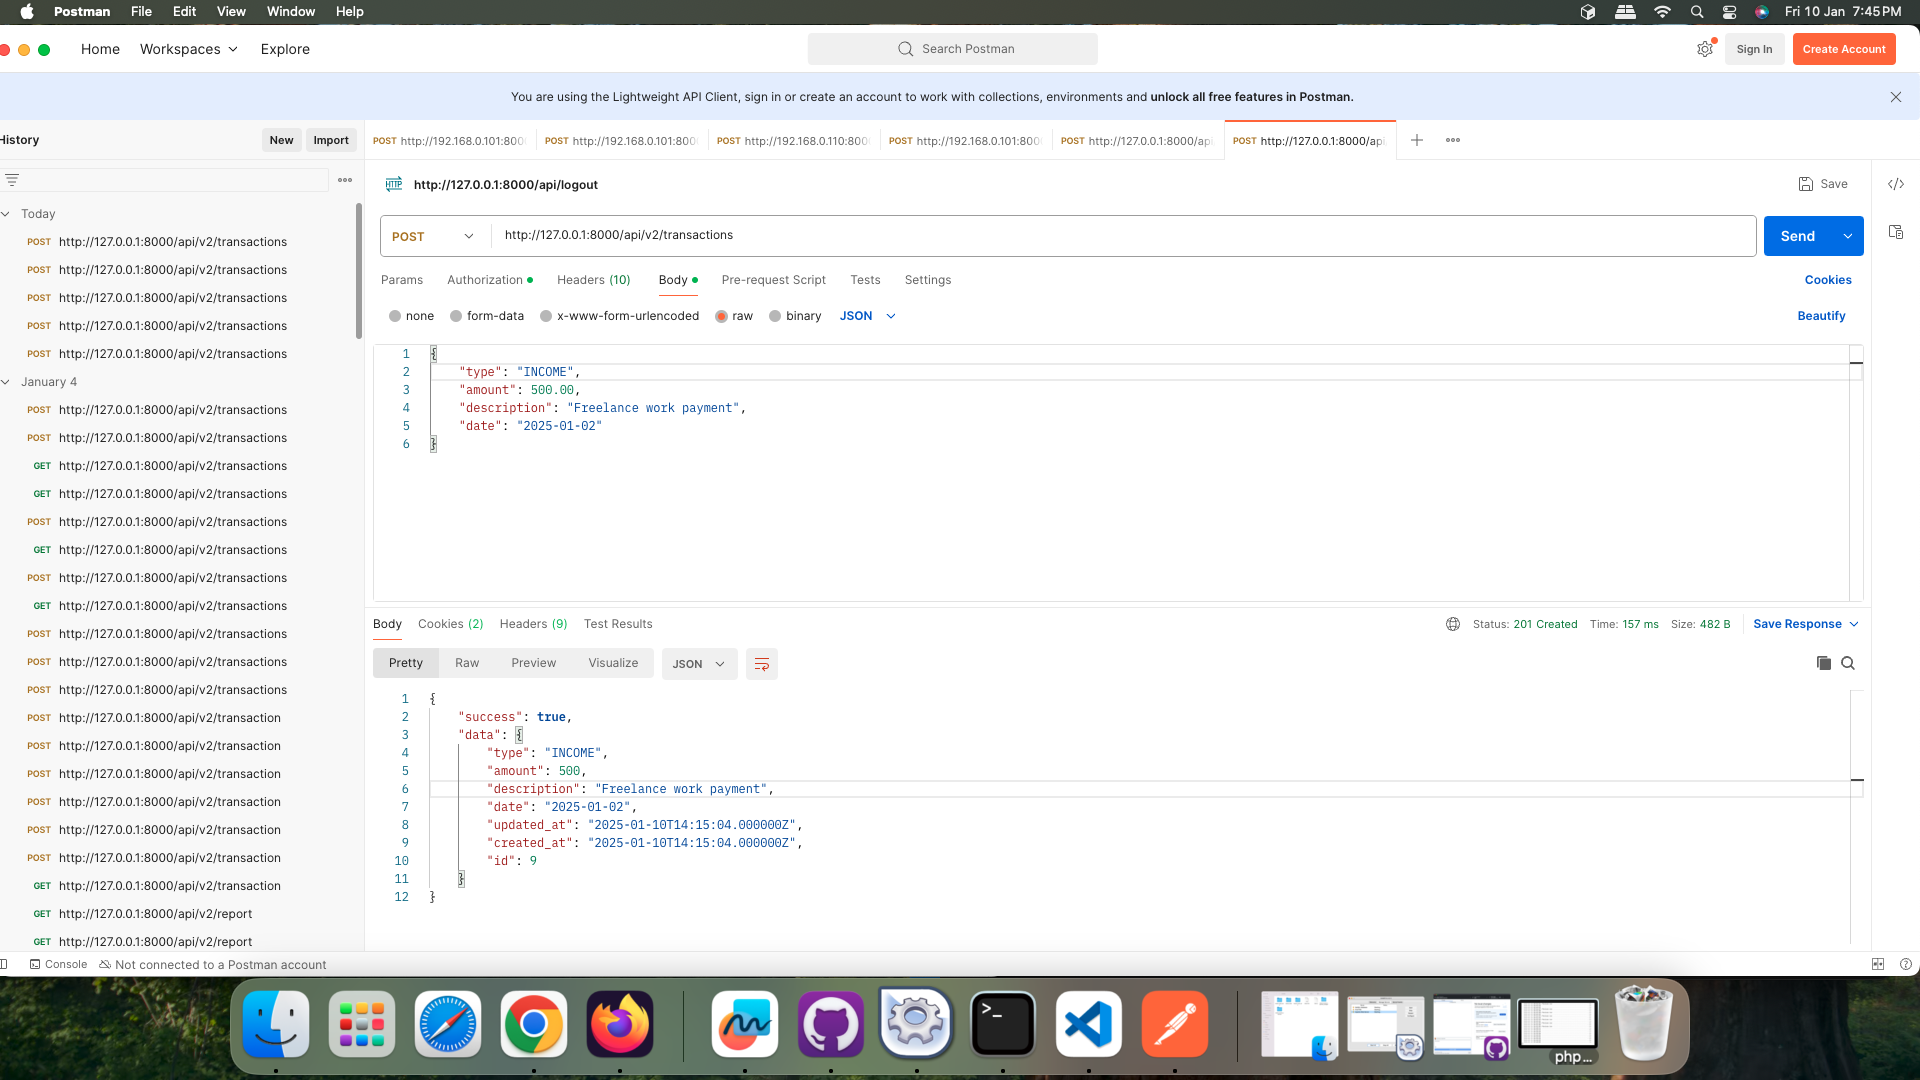 Postman File Edit View Window Help Fri 10 Jan 7:45 PM
Home Workspaces Explore Search Postman Sign In Create Account
You are using the Lightweight API Client, sign in or create an account to work with collections, environments and unlock all free features in Postman.
History New Import
POST http://192.168.0.101:800 POST http://192.168.0.101:800 POST http://192.168.0.110:800 POST http://192.168.0.101:800 POST http://127.0.0.1:8000/api POST http://127.0.0.1:8000/api
HTTP http://127.0.0.1:8000/api/logout Save
POST http://127.0.0.1:8000/api/v2/transactions Send
Params Authorization Headers (10) Body Pre-request Script Tests Settings Cookies
none form-data x-www-form-urlencoded raw binary JSON Beautify
1 {
2 "type": "INCOME",
3 "amount": 500.00,
4 "description": "Freelance work payment",
5 "date": "2025-01-02"
6 }
Today
POST http://127.0.0.1:8000/api/v2/transactions
POST http://127.0.0.1:8000/api/v2/transactions
POST http://127.0.0.1:8000/api/v2/transactions
POST http://127.0.0.1:8000/api/v2/transactions
POST http://127.0.0.1:8000/api/v2/transactions
January 4
POST http://127.0.0.1:8000/api/v2/transactions
POST http://127.0.0.1:8000/api/v2/transactions
GET http://127.0.0.1:8000/api/v2/transactions
GET http://127.0.0.1:8000/api/v2/transactions
POST http://127.0.0.1:8000/api/v2/transactions
GET http://127.0.0.1:8000/api/v2/transactions
POST http://127.0.0.1:8000/api/v2/transactions
GET http://127.0.0.1:8000/api/v2/transactions
POST http://127.0.0.1:8000/api/v2/transactions
POST http://127.0.0.1:8000/api/v2/transactions
POST http://127.0.0.1:8000/api/v2/transactions
POST http://127.0.0.1:8000/api/v2/transaction
POST http://127.0.0.1:8000/api/v2/transaction
POST http://127.0.0.1:8000/api/v2/transaction
POST http://127.0.0.1:8000/api/v2/transaction
POST http://127.0.0.1:8000/api/v2/transaction
POST http://127.0.0.1:8000/api/v2/transaction
GET http://127.0.0.1:8000/api/v2/transaction
GET http://127.0.0.1:8000/api/v2/report
GET http://127.0.0.1:8000/api/v2/report
Body Cookies (2) Headers (9) Test Results Status: 201 Created Time: 157 ms Size: 482 B Save Response
Pretty Raw Preview Visualize JSON
1 {
2 "success": true,
3 "data": {
4 "type": "INCOME",
5 "amount": 500,
6 "description": "Freelance work payment",
7 "date": "2025-01-02",
8 "updated_at": "2025-01-10T14:15:04.000000Z",
9 "created_at": "2025-01-10T14:15:04.000000Z",
10 "id": 9
11 }
12 }
Console Not connected to a Postman account
php...